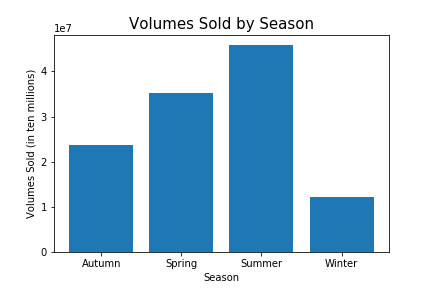 Volumes Sold by Season
1e7
Volumes Sold (in ten millions)
4
3
2
1
0
Autumn Spring Summer Winter
Season